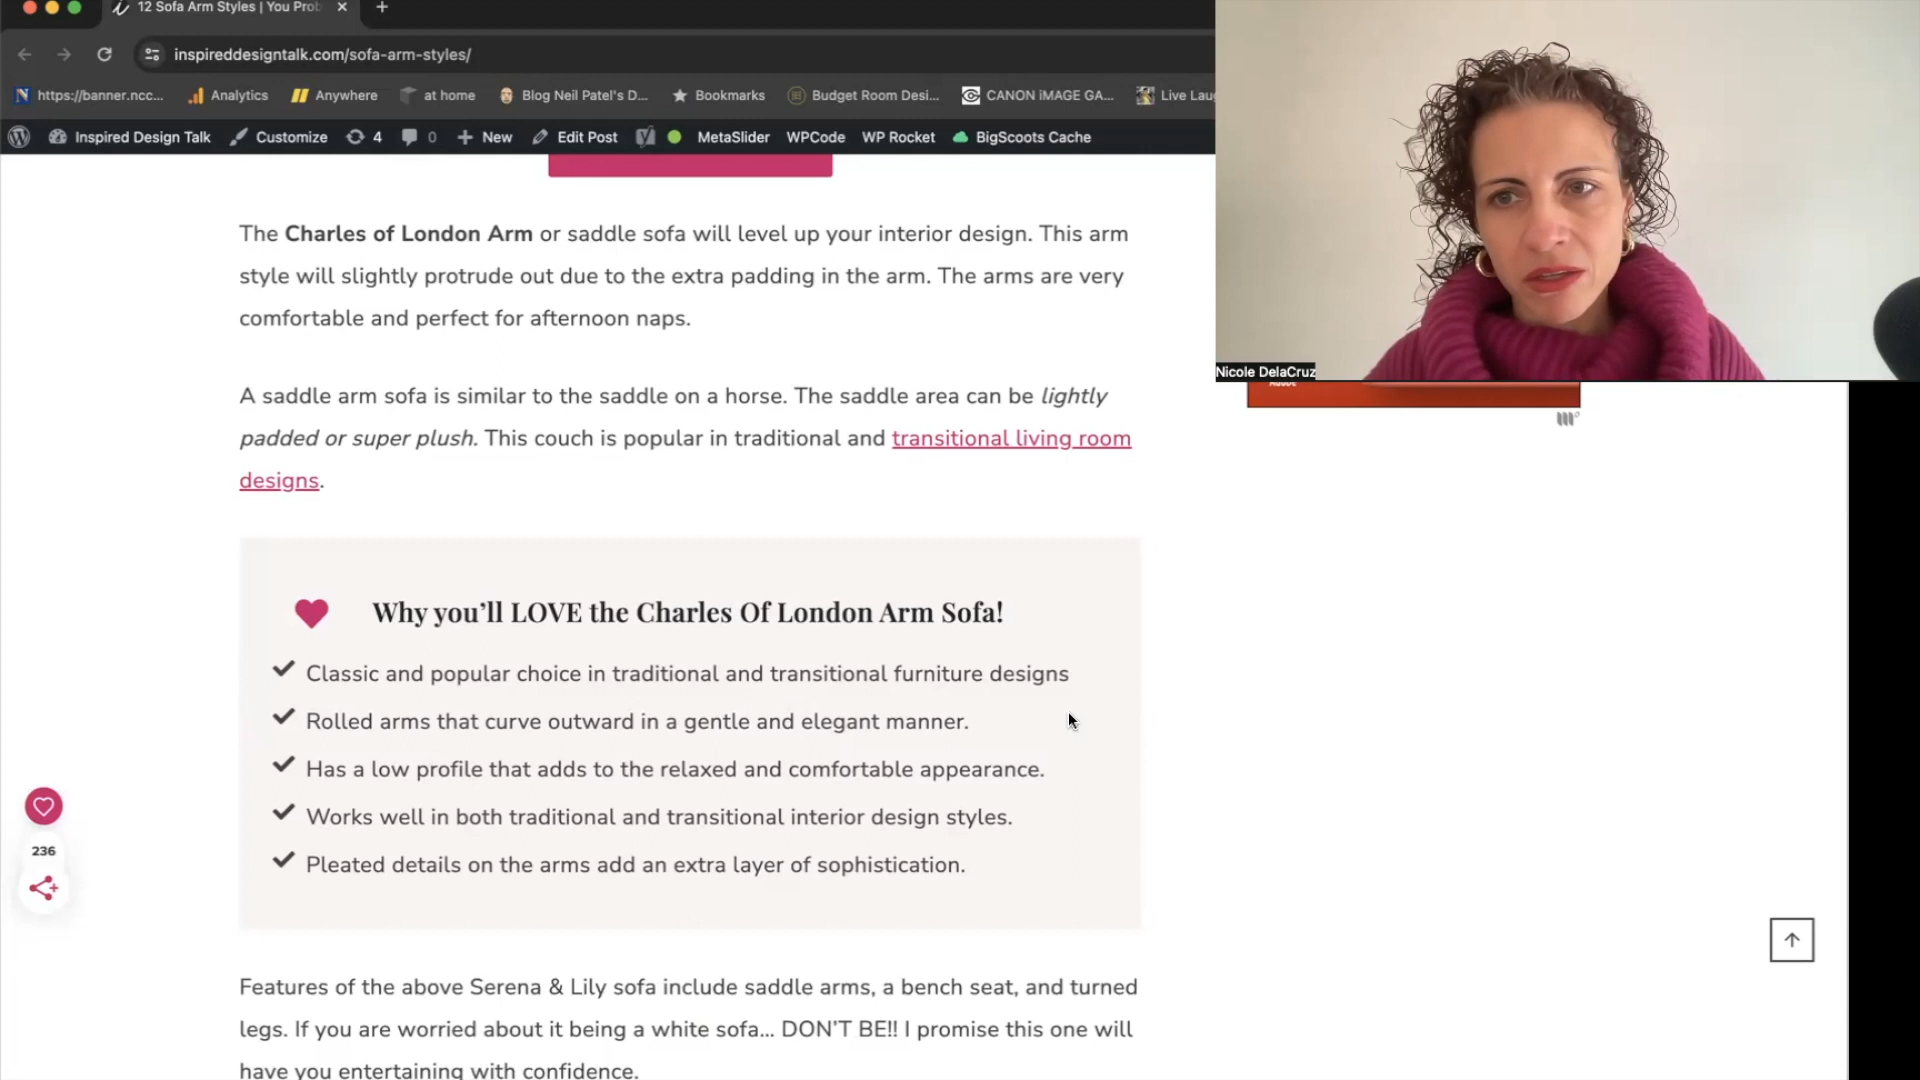 12 Sofa Arm Styles | You Prob
inspireddesigntalk.com/sofa-arm-styles/
https://banner.ncc... Analytics Anywhere at home Blog Neil Patel's D... Bookmarks Budget Room Desi... CANON iMAGE GA... Live Lau
Inspired Design Talk Customize 4 0 New Edit Post MetaSlider WPCode WP Rocket BigScoots Cache
The Charles of London Arm or saddle sofa will level up your interior design. This arm
style will slightly protrude out due to the extra padding in the arm. The arms are very
comfortable and perfect for afternoon naps.
Nicole DelaCruz
A saddle arm sofa is similar to the saddle on a horse. The saddle area can be lightly
padded or super plush. This couch is popular in traditional and transitional living room
designs.
Why you'll LOVE the Charles Of London Arm Sofa!
Classic and popular choice in traditional and transitional furniture designs
Rolled arms that curve outward in a gentle and elegant manner.
Has a low profile that adds to the relaxed and comfortable appearance.
Works well in both traditional and transitional interior design styles.
Pleated details on the arms add an extra layer of sophistication.
236
Features of the above Serena & Lily sofa include saddle arms, a bench seat, and turned
legs. If you are worried about it being a white sofa... DON'T BE!! I promise this one will
have you entertaining with confidence.